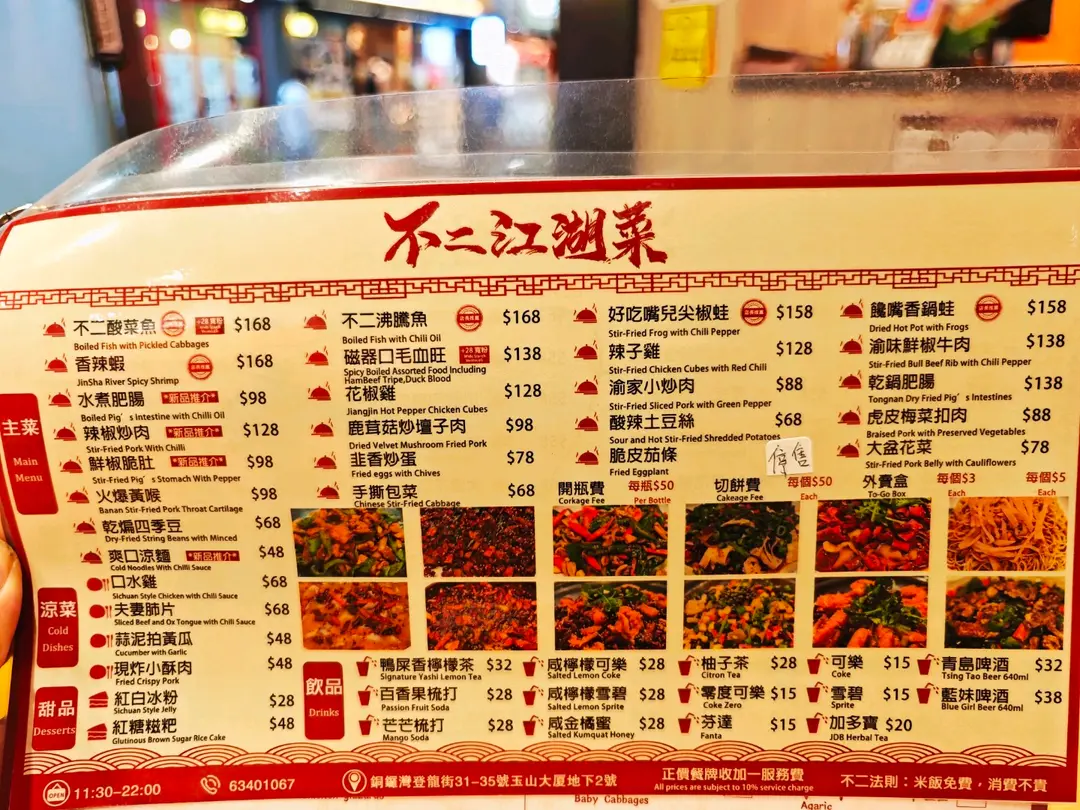 不二江湖菜
主菜
Main
Menu
不二酸菜魚 +28 寬粉 $168
Boiled Fish with Pickled Cabbages
香辣蝦 $168
JinSha River Spicy Shrimp
水煮肥腸 *新品推介* $98
Boiled Pig's Intestine with Chilli Oil
辣椒炒肉 *新品推介* $128
Stir-Fried Pork With Chilli
鮮椒脆肚 *新品推介* $98
Stir-Fried Pig's Stomach With Pepper
火爆黃喉 $98
Banan Stir-Fried Pork Throat Cartilage
乾煸四季豆 $68
Dry-Fried String Beans with Minced
爽口涼麵 *新品推介* $48
Cold Noodles With Chilli Sauce
涼菜
Cold
Dishes
口水雞 $68
Sichuan Style Chicken with Chili Sauce
夫妻肺片 $68
Sliced Beef and Ox Tongue with Chili Sauce
蒜泥拍黃瓜 $48
Cucumber with Garlic
現炸小酥肉 $48
Fried Crispy Pork
甜品
Desserts
紅白冰粉 $28
Sichuan Style Jelly
紅糖糍粑 $48
Glutinous Brown Sugar Rice Cake
不二沸騰魚 $168
Boiled Fish with Chili Oil
磁器口毛血旺 +28 寬粉 $138
Spicy Boiled Assorted Food Including
HamBeef Tripe,Duck Blood
花椒雞 $128
Jiangjin Hot Pepper Chicken Cubes
鹿茸菇炒壇子肉 $98
Dried Velvet Mushroom Fried Pork
韭香炒蛋 $78
Fried eggs with Chives
手撕包菜 $68
Chinese Stir-Fried Cabbage
好吃嘴兒尖椒蛙 $158
Stir-Fried Frog with Chili Pepper
辣子雞 $128
Stir-Fried Chicken Cubes with Red Chili
渝家小炒肉 $88
Stir-Fried Sliced Pork with Green Pepper
酸辣土豆絲 $68
Sour and Hot Stir-Fried Shredded Potatoes
脆皮茄條 停售
Fried Eggplant
饞嘴香鍋蛙 $158
Dried Hot Pot with Frogs
渝味鮮椒牛肉 $138
Stir-Fried Bull Beef Rib with Chili Pepper
乾鍋肥腸 $138
Tongnan Dry Fried Pig's Intestines
虎皮梅菜扣肉 $88
Braised Pork with Preserved Vegetables
大盆花菜 $78
Stir-Fried Pork Belly with Cauliflowers
開瓶費 每瓶$50
Corkage Fee Per Bottle
切餅費 每個$50
Cakeage Fee Per Bottle
外賣盒 每個$3 每個$5
To-Go Box Each Each
飲品
Drinks
鴨屎香檸檬茶 $32
Signature Yashi Lemon Tea
百香果梳打 $28
Passion Fruit Soda
芒芒梳打 $28
Mango Soda
咸檸檬可樂 $28
Salted Lemon Coke
咸檸檬雪碧 $28
Salted Lemon Sprite
咸金橘蜜 $28
Salted Kumquat Honey
柚子茶 $28
Citron Tea
零度可樂 $15
Coke Zero
芬達 $15
Fanta
可樂 $15
Coke
雪碧 $15
Sprite
加多寶 $20
JDB Herbal Tea
青島啤酒 $32
Tsing Tao Beer 640ml
藍妹啤酒 $38
Blue Girl Beer 640ml
OPEN 11:30–22:00
63401067
銅鑼灣登龍街31-35號玉山大厦地下2號
正價餐牌收加一服務費
All prices are subject to 10% service charge
不二法則：米飯免費，消費不貴
Baby Cabbages
Agaric